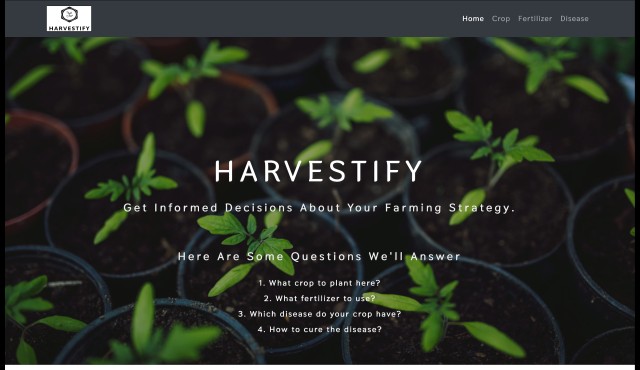 HARVESTIFY
Home Crop Fertilizer Disease
HARVESTIFY
Get Informed Decisions About Your Farming Strategy.
Here Are Some Questions We'll Answer
1. What crop to plant here?
2. What fertilizer to use?
3. Which disease do your crop have?
4. How to cure the disease?